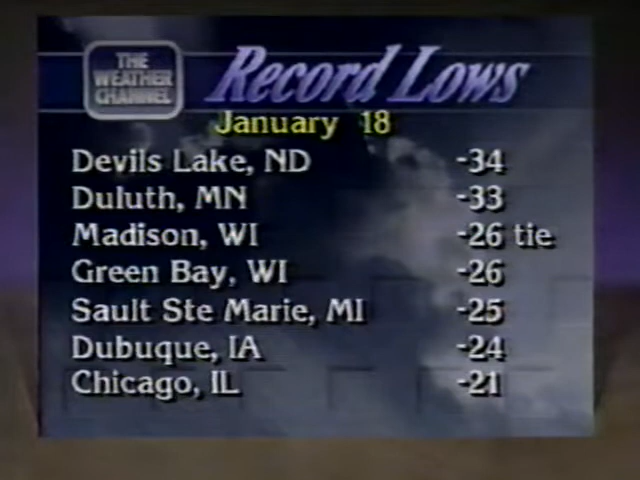 THE
WEATHER
CHANNEL
Record Lows
January 18
Devils Lake, ND -34
Duluth, MN -33
Madison, WI -26 tie
Green Bay, WI -26
Sault Ste Marie, MI -25
Dubuque, IA -24
Chicago, IL -21